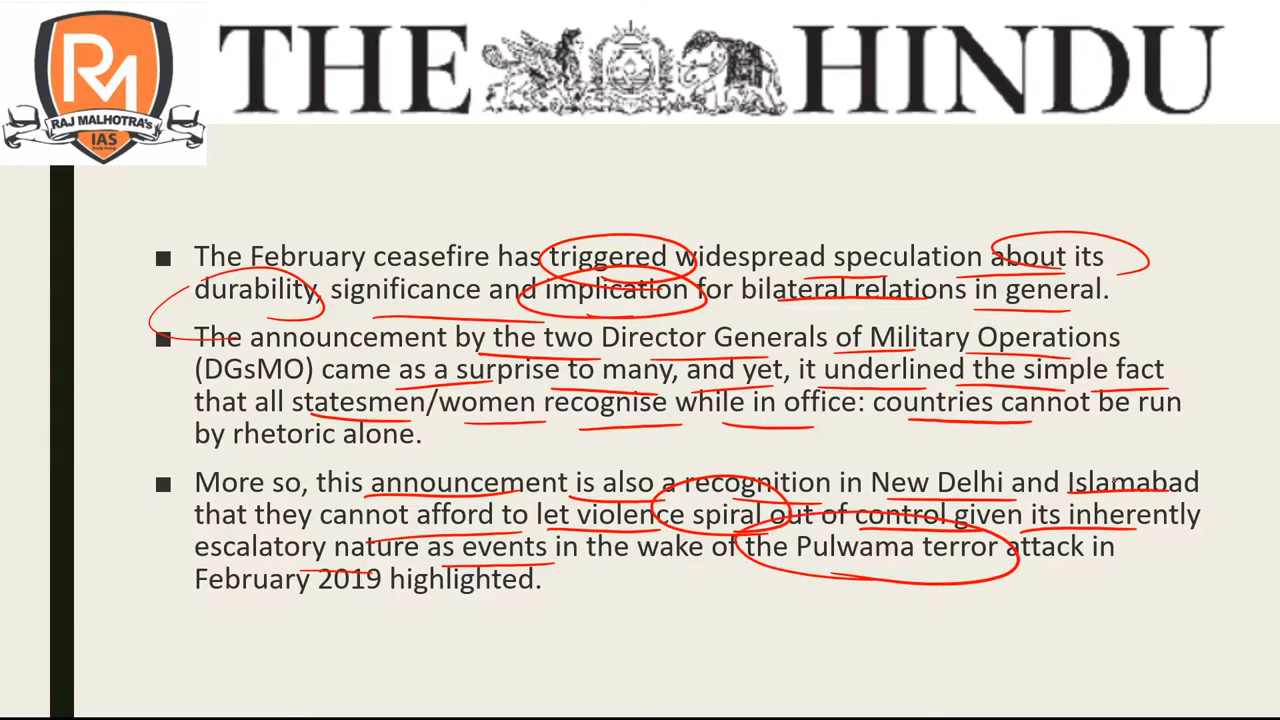 RM
RAJ MALHOTRA'S
IAS
THE HINDU
■ The February ceasefire has triggered widespread speculation about its
durability, significance and implication for bilateral relations in general.
■ The announcement by the two Director Generals of Military Operations
(DGsMO) came as a surprise to many, and yet, it underlined the simple fact
that all statesmen/women recognise while in office: countries cannot be run
by rhetoric alone.
■ More so, this announcement is also a recognition in New Delhi and Islamabad
that they cannot afford to let violence spiral out of control given its inherently
escalatory nature as events in the wake of the Pulwama terror attack in
February 2019 highlighted.